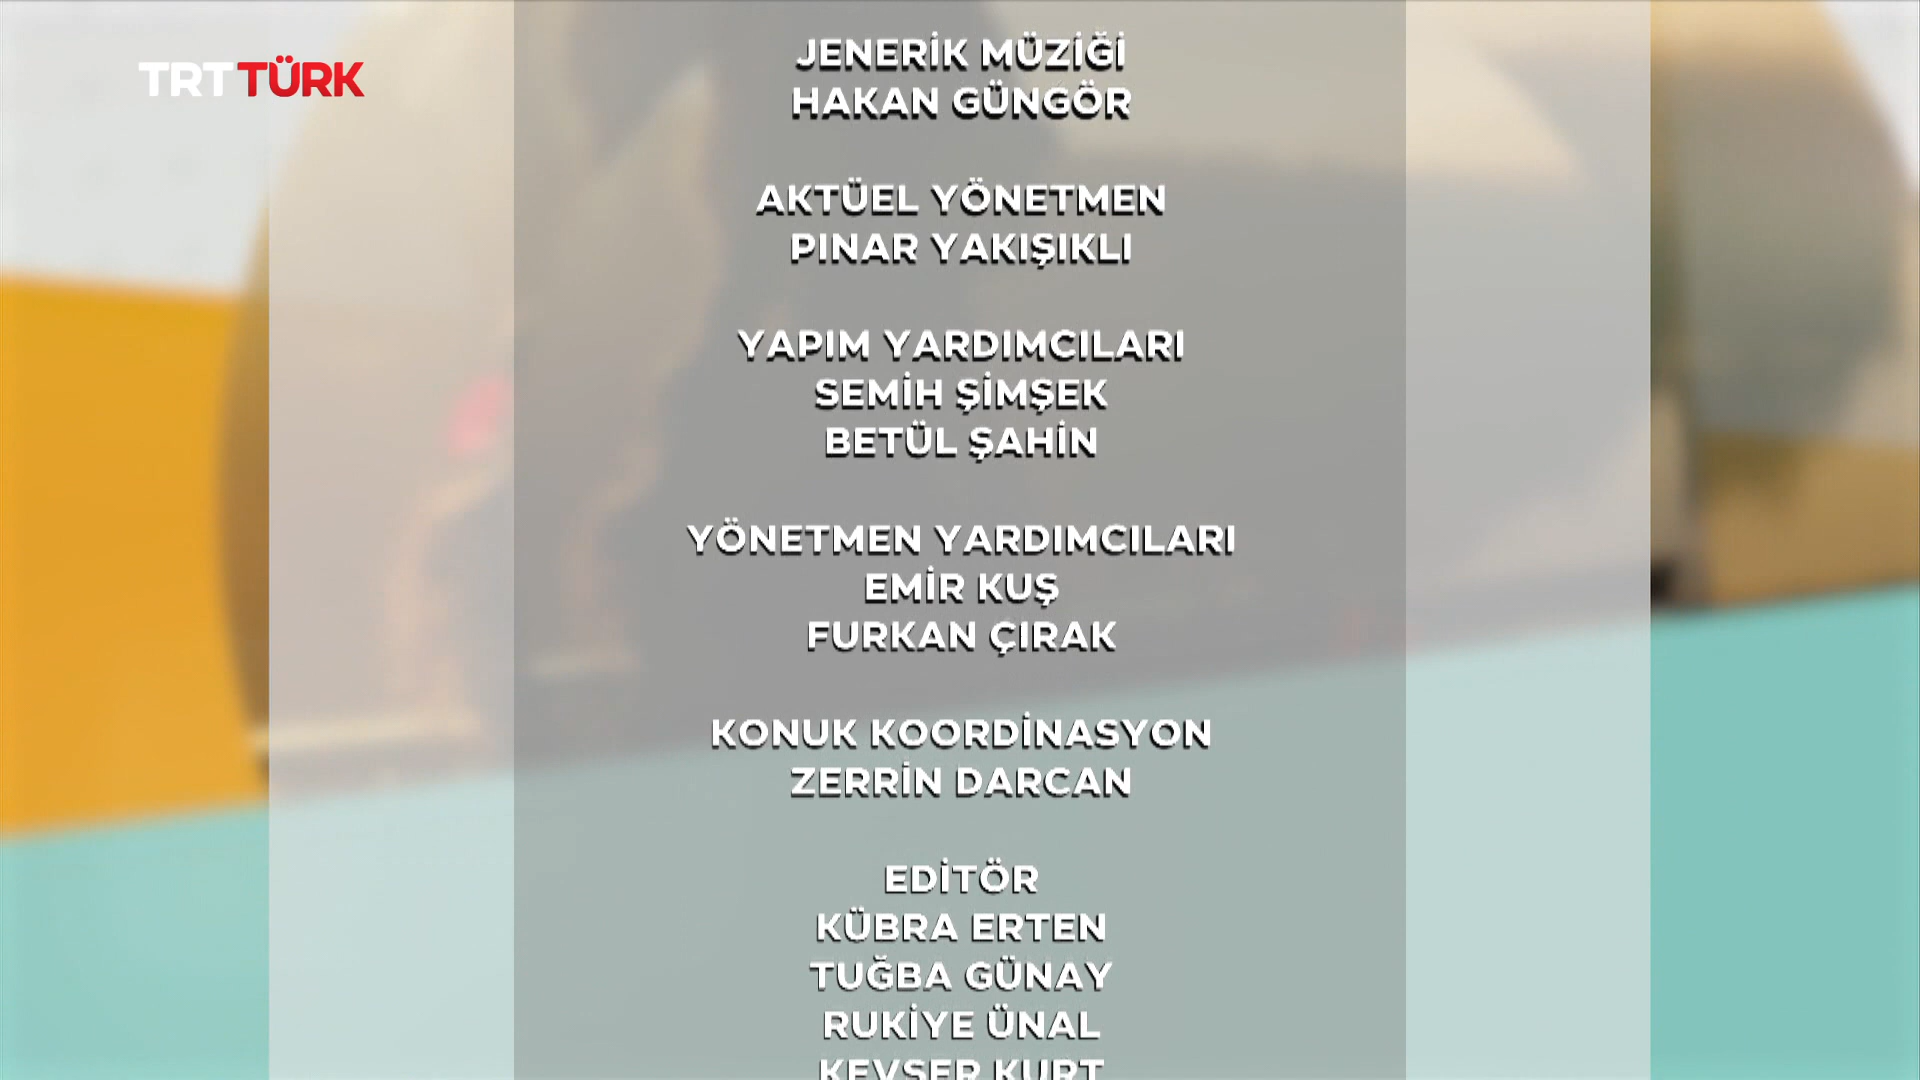 TRT TÜRK
JENERİK MÜZİĞİ
HAKAN GÜNGÖR
AKTÜEL YÖNETMEN
PINAR YAKIŞIKLI
YAPIM YARDIMCILARI
SEMİH ŞİMŞEK
BETÜL ŞAHİN
YÖNETMEN YARDIMCILARI
EMİR KUŞ
FURKAN ÇIRAK
KONUK KOORDİNASYON
ZERRİN DARCAN
EDİTÖR
KÜBRA ERTEN
TUĞBA GÜNAY
RUKİYE ÜNAL
KEVSER KURT